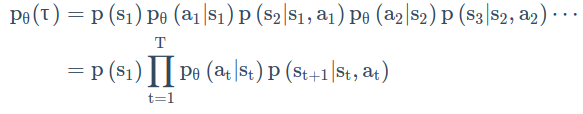 pθ(τ) = p(s₁)pθ(a₁|s₁)p(s₂|s₁,a₁)pθ(a₂|s₂)p(s₃|s₂,a₂)⋯
= p(s₁)∏ₜ₌₁ᵀ pθ(aₜ|sₜ)p(sₜ₊₁|sₜ,aₜ)